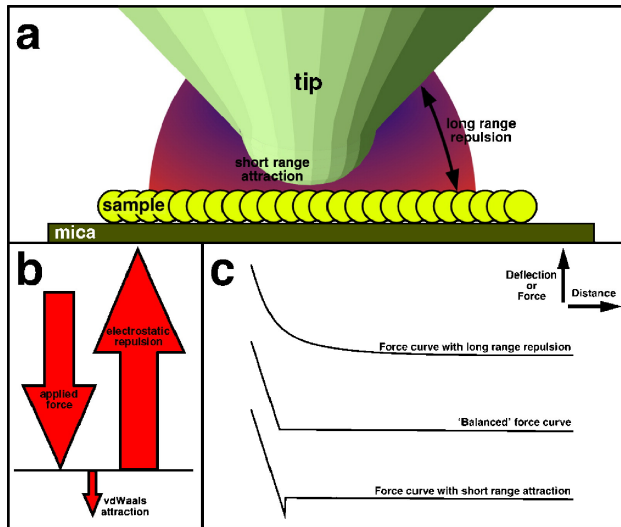 a
tip
long range
repulsion
short range
attraction
sample
mica
b
electrostatic
repulsion
applied
force
vdWaals
attraction
c
Deflection
or
Force
Distance
Force curve with long range repulsion
'Balanced' force curve
Force curve with short range attraction